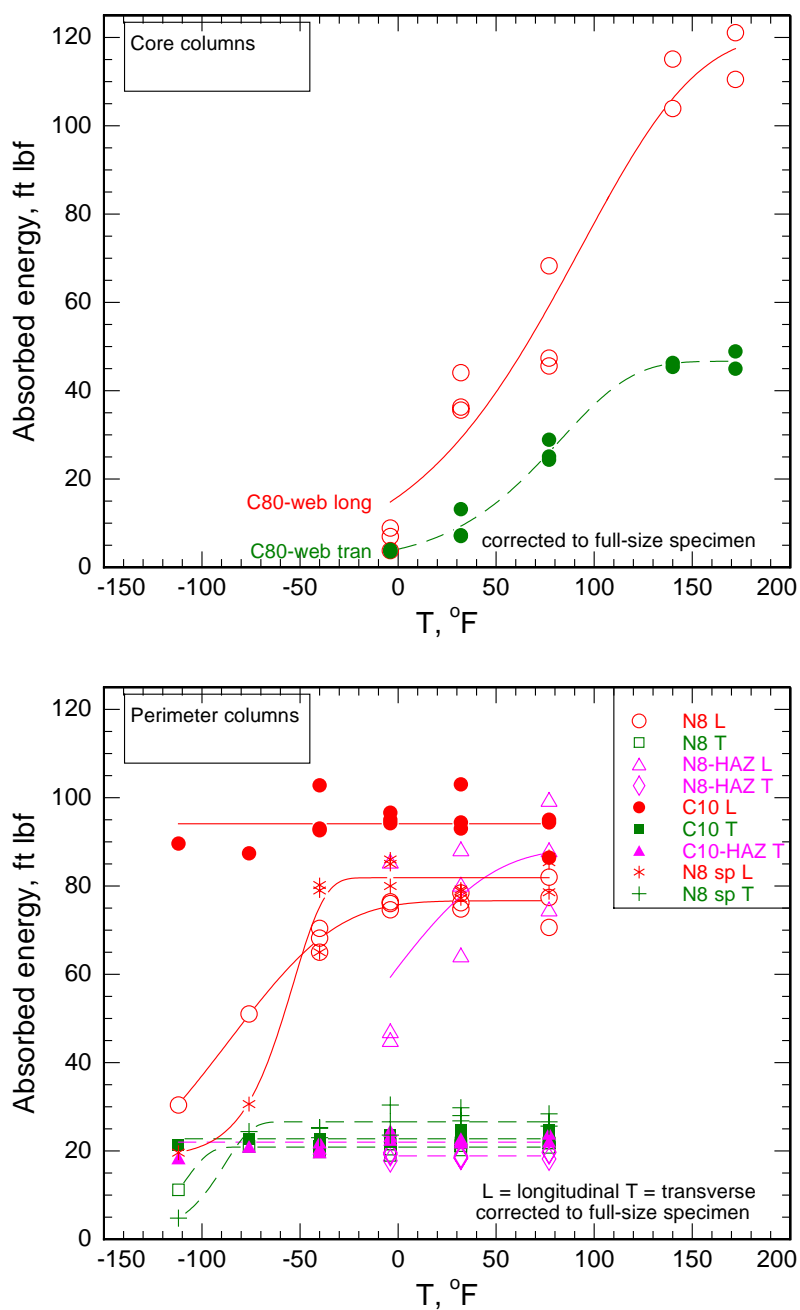 120
100
80
60
40
20
0
Absorbed energy, ft lbf
Core columns
C80-web long
C80-web tran
corrected to full-size specimen
-150 -100 -50 0 50 100 150 200
T, °F
120
100
80
60
40
20
0
Absorbed energy, ft lbf
Perimeter columns
N8 L
N8 T
N8-HAZ L
N8-HAZ T
C10 L
C10 T
C10-HAZ T
N8 sp L
N8 sp T
L = longitudinal T = transverse
corrected to full-size specimen
-150 -100 -50 0 50 100 150 200
T, °F